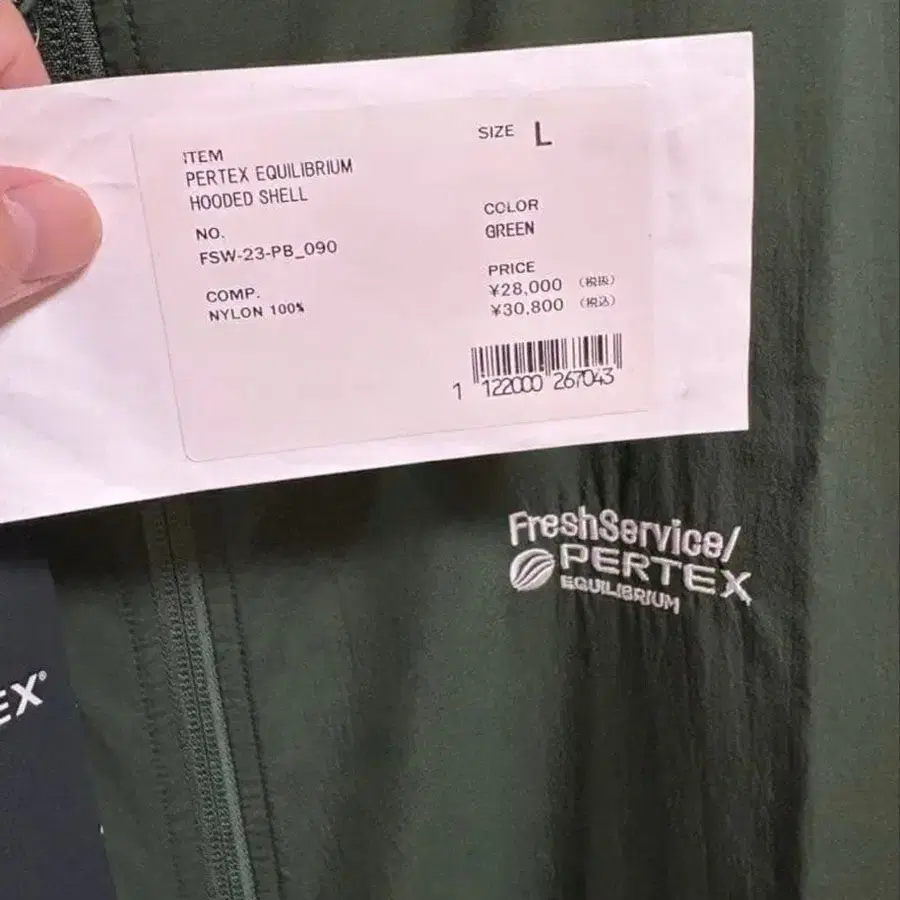 ITEM
PERTEX EQUILIBRIUM
HOODED SHELL
NO.
FSW-23-PB_090
COMP.
NYLON 100%
SIZE L
COLOR
GREEN
PRICE
¥28,000 (税抜)
¥30,800 (税込)
1 122000 267043
FreshService/
PERTEX
EQUILIBRIUM
EX®